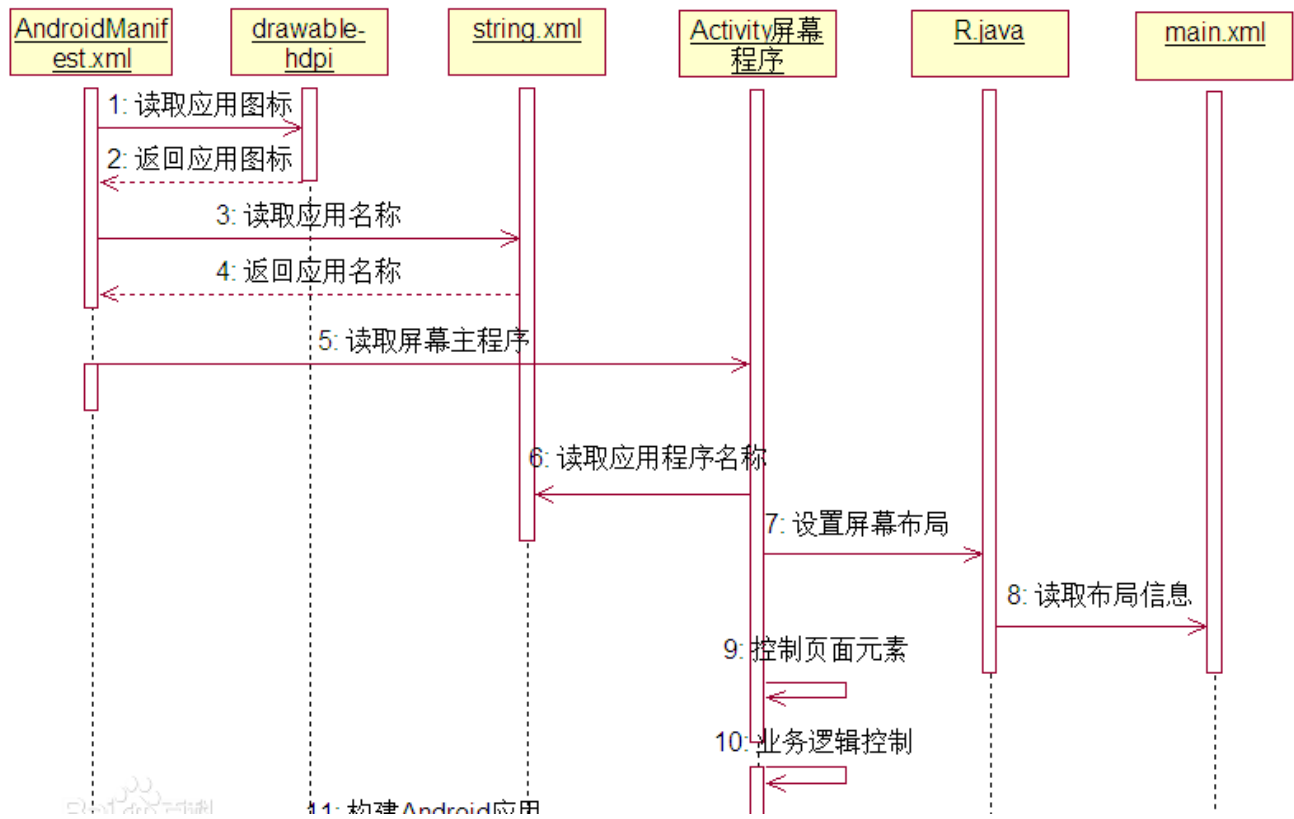 AndroidManif
est.xml
drawable-
hdpi
string.xml
Activity屏幕
程序
R.java
main.xml
1: 读取应用图标
2: 返回应用图标
3: 读取应用名称
4: 返回应用名称
5: 读取屏幕主程序
6: 读取应用程序名称
7: 设置屏幕布局
8: 读取布局信息
9: 控制页面元素
10: 业务逻辑控制
11: 构建Android应用